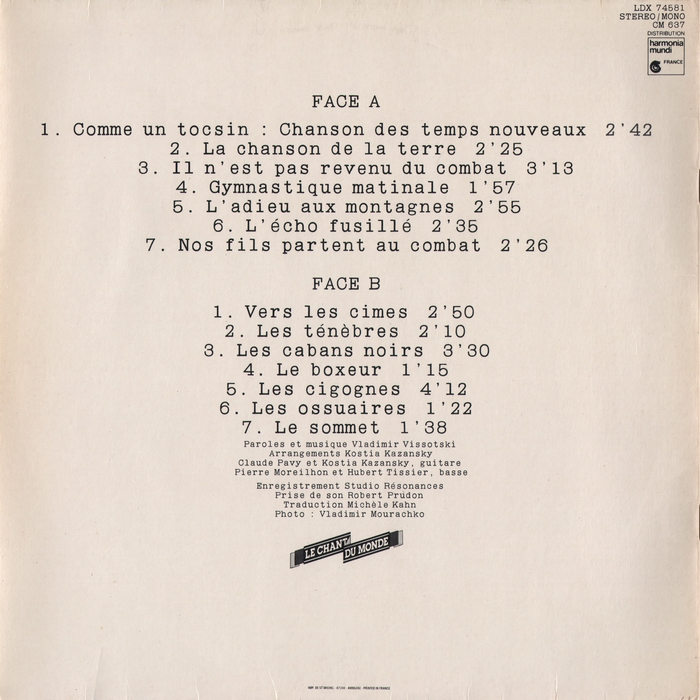 LDX 74581
STEREO/MONO
CM 637
DISTRIBUTION
harmonia
mundi
FRANCE
FACE A
1. Comme un tocsin : Chanson des temps nouveaux 2'42
2. La chanson de la terre 2'25
3. Il n'est pas revenu du combat 3'13
4. Gymnastique matinale 1'57
5. L'adieu aux montagnes 2'55
6. L'écho fusillé 2'35
7. Nos fils partent au combat 2'26
FACE B
1. Vers les cimes 2'50
2. Les ténèbres 2'10
3. Les cabans noirs 3'30
4. Le boxeur 1'15
5. Les cigognes 4'12
6. Les ossuaires 1'22
7. Le sommet 1'38
Paroles et musique Vladimir Vissotski
Arrangements Kostia Kazansky
Claude Pavy et Kostia Kazansky, guitare
Pierre Moreilhon et Hubert Tissier, basse
Enregistrement Studio Résonances
Prise de son Robert Prudon
Traduction Michèle Kahn
Photo : Vladimir Mourachko
LE CHANT
DU MONDE
PRINTED IN FRANCE